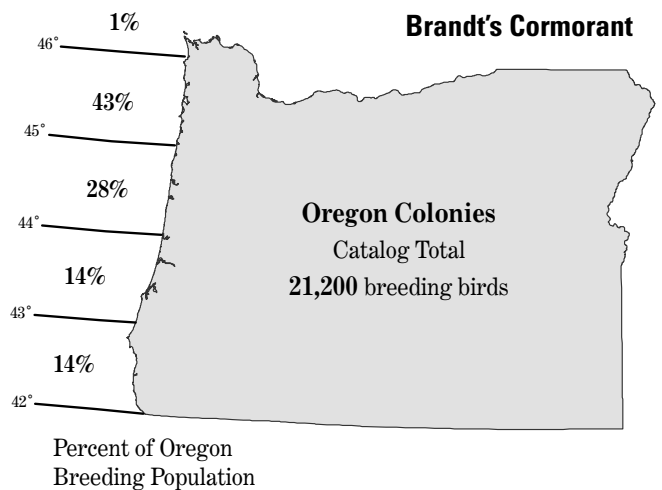 Brandt's Cormorant
1%
46°
43%
45°
28%
44°
14%
43°
14%
42°
Oregon Colonies
Catalog Total
21,200 breeding birds
Percent of Oregon
Breeding Population